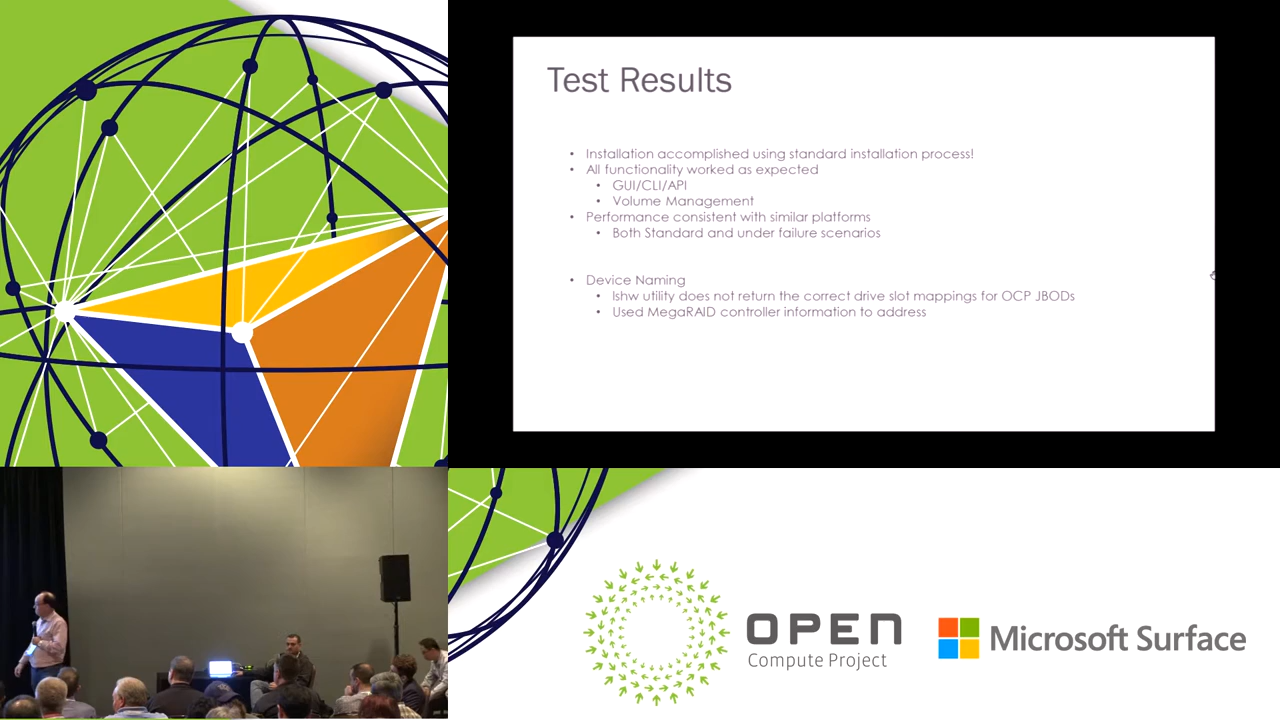 Test Results
• Installation accomplished using standard installation process!
• All functionality worked as expected
• GUI/CLI/API
• Volume Management
• Performance consistent with similar platforms
• Both Standard and under failure scenarios
• Device Naming
• lshw utility does not return the correct drive slot mappings for OCP JBODs
• Used MegaRAID controller information to address
OPEN
Compute Project
Microsoft Surface